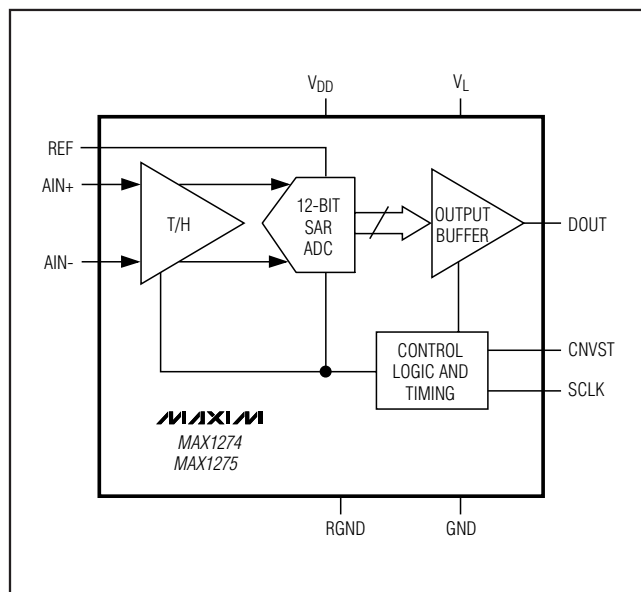 VDD
VL
REF
AIN+
AIN-
T/H
12-BIT
SAR
ADC
OUTPUT
BUFFER
DOUT
CONTROL
LOGIC AND
TIMING
CNVST
SCLK
MAXIM
MAX1274
MAX1275
RGND
GND